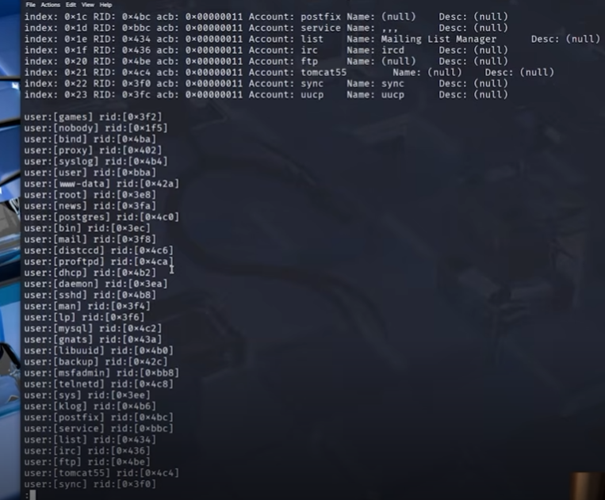 File Actions Edit View Help
index: 0×1c RID: 0×4bc acb: 0×00000011 Account: postfix Name: (null) Desc: (null)
index: 0×1d RID: 0×bbc acb: 0×00000011 Account: service Name: ,,, Desc: (null)
index: 0×1e RID: 0×434 acb: 0×00000011 Account: list Name: Mailing List Manager Desc: (null)
index: 0×1f RID: 0×436 acb: 0×00000011 Account: irc Name: ircd Desc: (null)
index: 0×20 RID: 0×4be acb: 0×00000011 Account: ftp Name: (null) Desc: (null)
index: 0×21 RID: 0×4c4 acb: 0×00000011 Account: tomcat55 Name: (null) Desc: (null)
index: 0×22 RID: 0×3f0 acb: 0×00000011 Account: sync Name: sync Desc: (null)
index: 0×23 RID: 0×3fc acb: 0×00000011 Account: uucp Name: uucp Desc: (null)
user:[games] rid:[0×3f2]
user:[nobody] rid:[0×1f5]
user:[bind] rid:[0×4ba]
user:[proxy] rid:[0×402]
user:[syslog] rid:[0×4b4]
user:[user] rid:[0×bba]
user:[www-data] rid:[0×42a]
user:[root] rid:[0×3e8]
user:[news] rid:[0×3fa]
user:[postgres] rid:[0×4c0]
user:[bin] rid:[0×3ec]
user:[mail] rid:[0×3f8]
user:[distccd] rid:[0×4c6]
user:[proftpd] rid:[0×4ca]
user:[dhcp] rid:[0×4b2]
user:[daemon] rid:[0×3ea]
user:[sshd] rid:[0×4b8]
user:[man] rid:[0×3f4]
user:[lp] rid:[0×3f6]
user:[mysql] rid:[0×4c2]
user:[gnats] rid:[0×43a]
user:[libuuid] rid:[0×4b0]
user:[backup] rid:[0×42c]
user:[msfadmin] rid:[0×bb8]
user:[telnetd] rid:[0×4c8]
user:[sys] rid:[0×3ee]
user:[klog] rid:[0×4b6]
user:[postfix] rid:[0×4bc]
user:[service] rid:[0×bbc]
user:[list] rid:[0×434]
user:[irc] rid:[0×436]
user:[ftp] rid:[0×4be]
user:[tomcat55] rid:[0×4c4]
user:[sync] rid:[0×3f0]
: